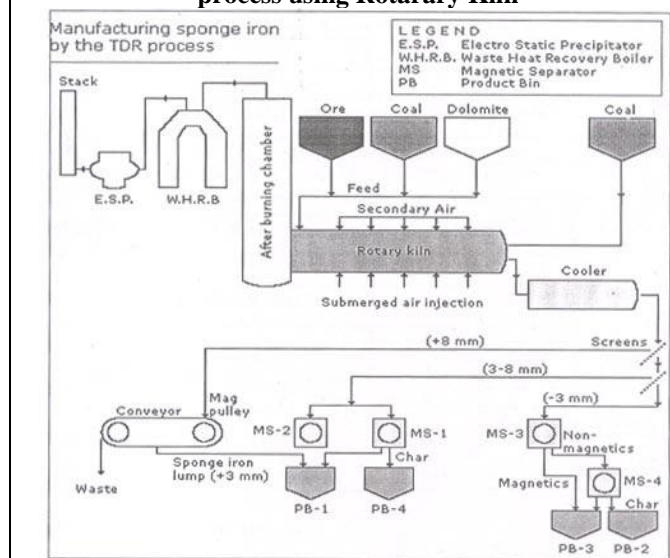 process using Rotarary Kiln
Manufacturing sponge iron
by the TDR process
LEGEND
E.S.P. Electro Static Precipitator
W.H.R.B. Waste Heat Recovery Boiler
MS Magnetic Separator
PB Product Bin
Stack
E.S.P.
W.H.R.B
After burning chamber
Ore
Coal
Dolomite
Coal
Feed
Secondary Air
Rotary kiln
Submerged air injection
Cooler
(+8 mm)
Screens
(3-8 mm)
(-3 mm)
Conveyor
Mag
pulley
MS-2
MS-1
MS-3
Non-
magnetics
Waste
Sponge iron
lump (+3 mm)
Char
Magnetics
MS-4
Char
PB-1
PB-4
PB-3
PB-2